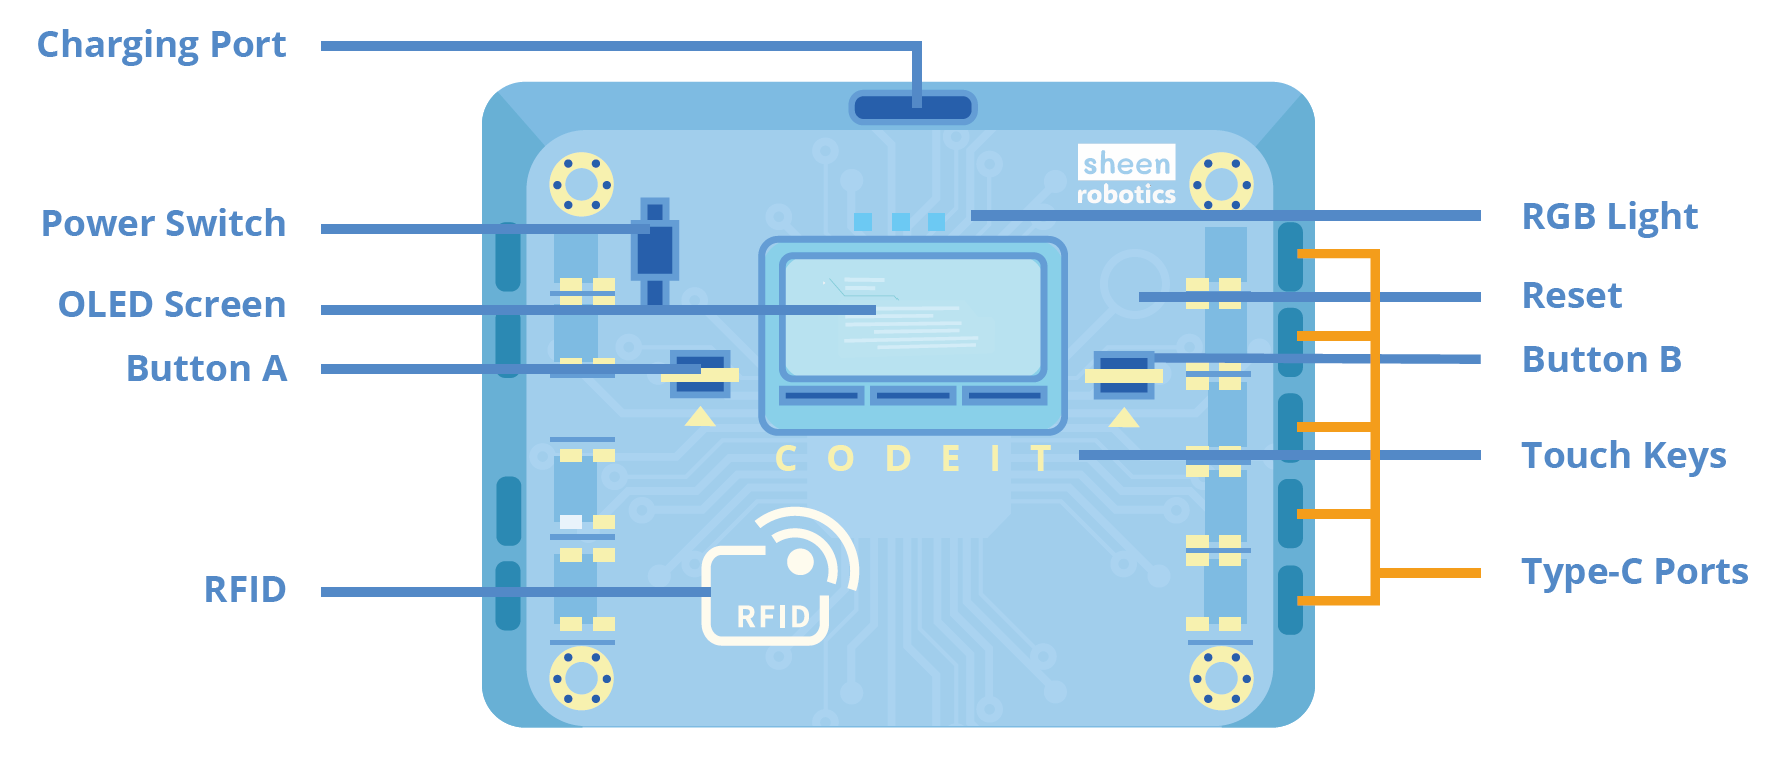 Charging Port
sheen
robotics
Power Switch
RGB Light
OLED Screen
Reset
Button A
Button B
CODEIT
Touch Keys
RFID
RFID
Type-C Ports